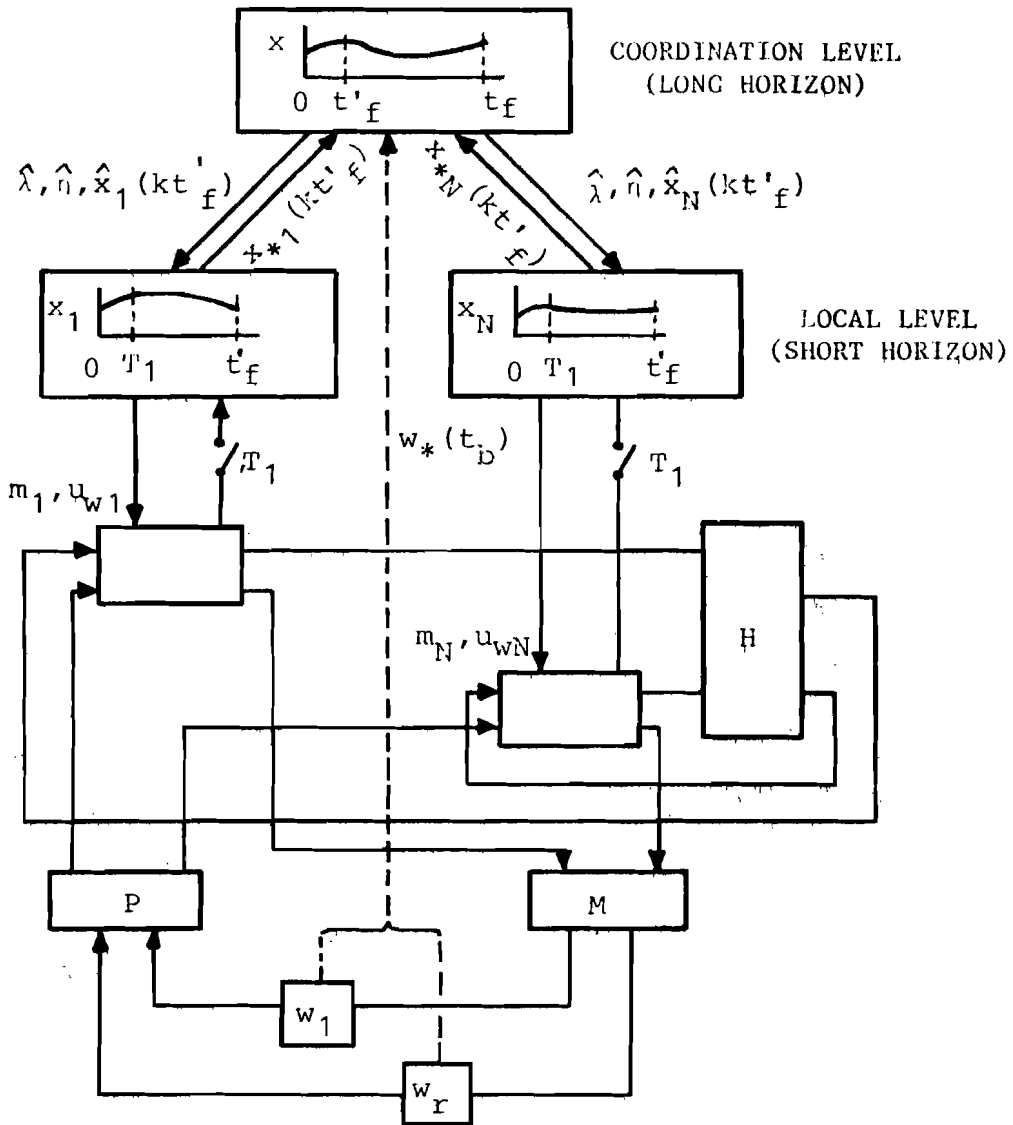 x
0 t'f tf
COORDINATION LEVEL
(LONG HORIZON)
λ̂, η̂, x̂1(kt'f)
x*1(kt'f)
x*N(kt'f)
λ̂, η̂, x̂N(kt'f)
x1
0 T1 t'f
xN
0 T1 t'f
LOCAL LEVEL
(SHORT HORIZON)
w*(tb)
T1
T1
m1, uw1
mN, uwN
H
P
M
w1
wr